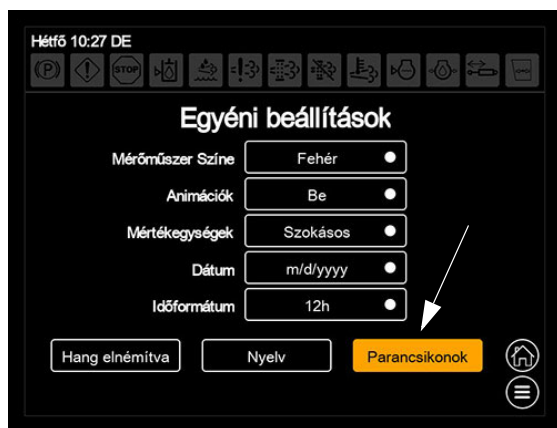 Hétfő 10:27 DE
P STOP
Egyéni beállítások
Mérőműszer Színe Fehér
Animációk Be
Mértékegységek Szokásos
Dátum m/d/yyyy
Időformátum 12h
Hang elnémítva Nyelv Parancsikonok